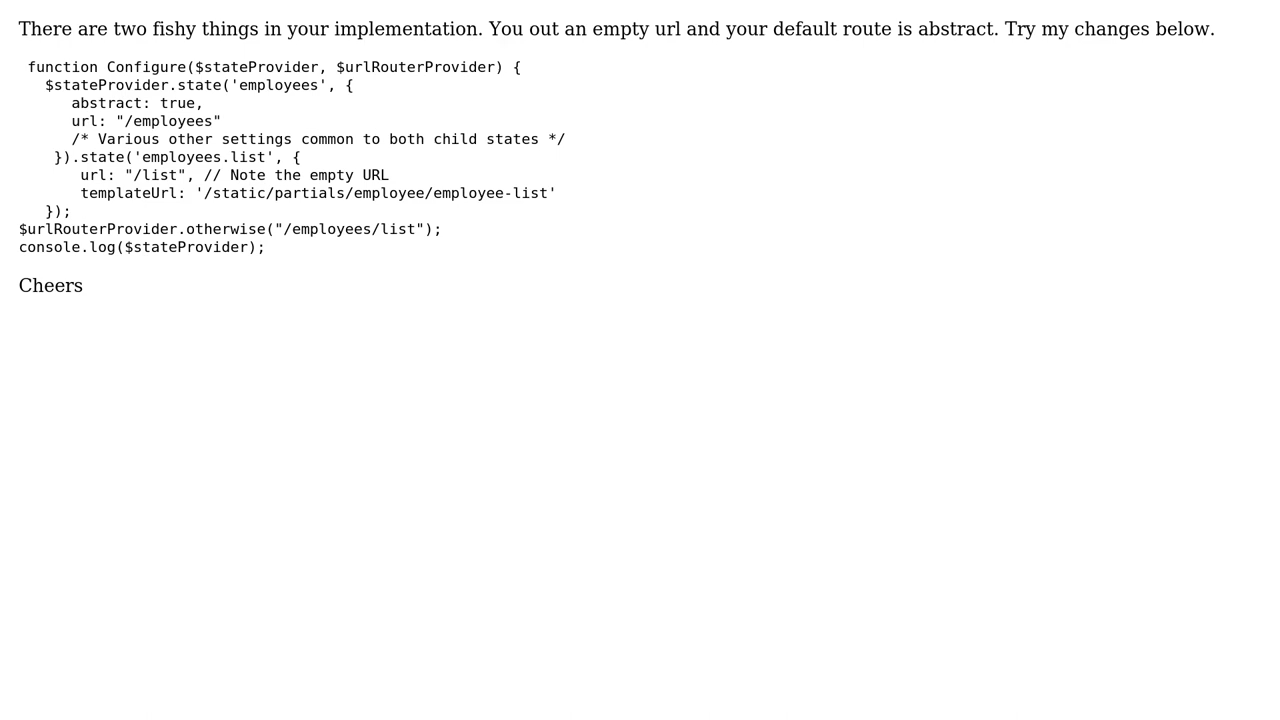 There are two fishy things in your implementation. You out an empty url and your default route is abstract. Try my changes below.
 function Configure($stateProvider, $urlRouterProvider) {
   $stateProvider.state('employees', {
      abstract: true,
      url: "/employees"
      /* Various other settings common to both child states */
    }).state('employees.list', {
       url: "/list", // Note the empty URL
       templateUrl: '/static/partials/employee/employee-list'
   });
$urlRouterProvider.otherwise("/employees/list");
console.log($stateProvider);
Cheers